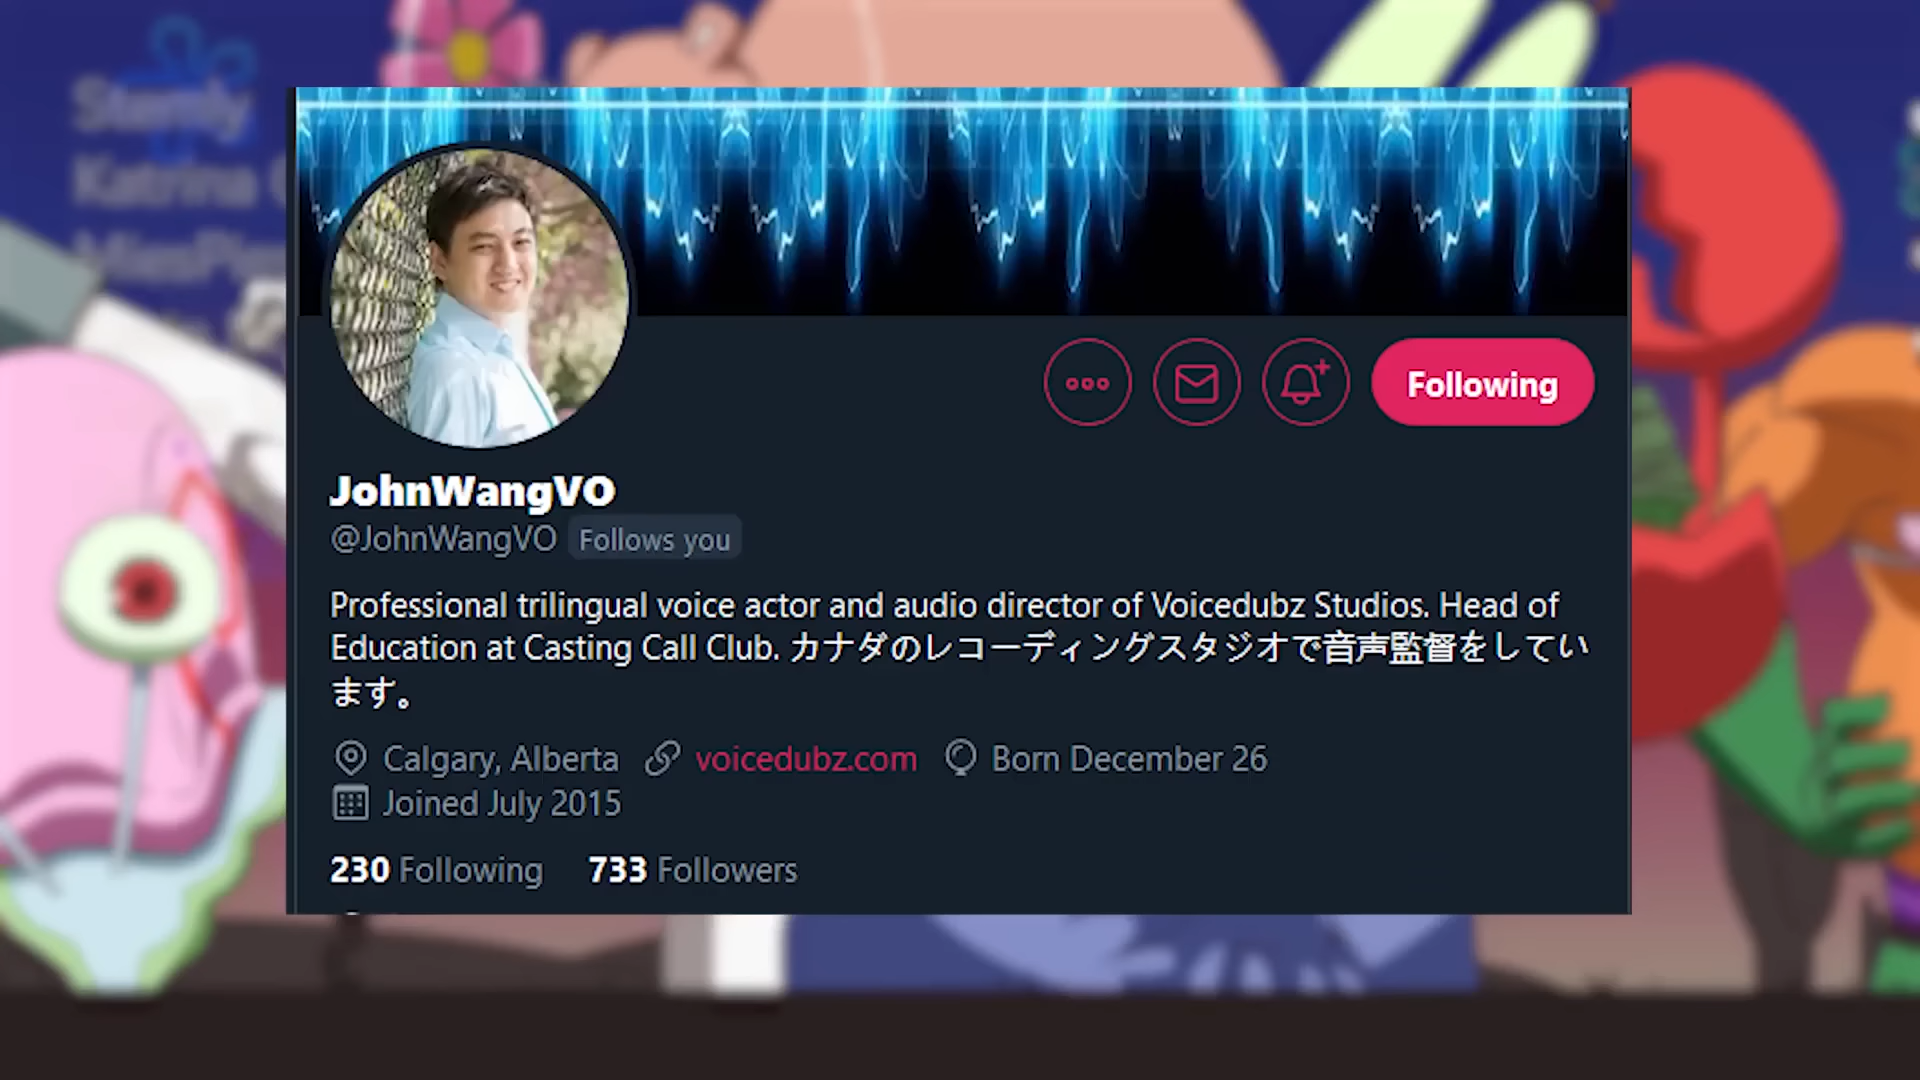 Stemly
Katrina
Following
JohnWangVO
@JohnWangVO Follows you
Professional trilingual voice actor and audio director of Voicedubz Studios. Head of
Education at Casting Call Club. カナダのレコーディングスタジオで音声監督をしてい
ます。
Calgary, Alberta voicedubz.com Born December 26
Joined July 2015
230 Following 733 Followers